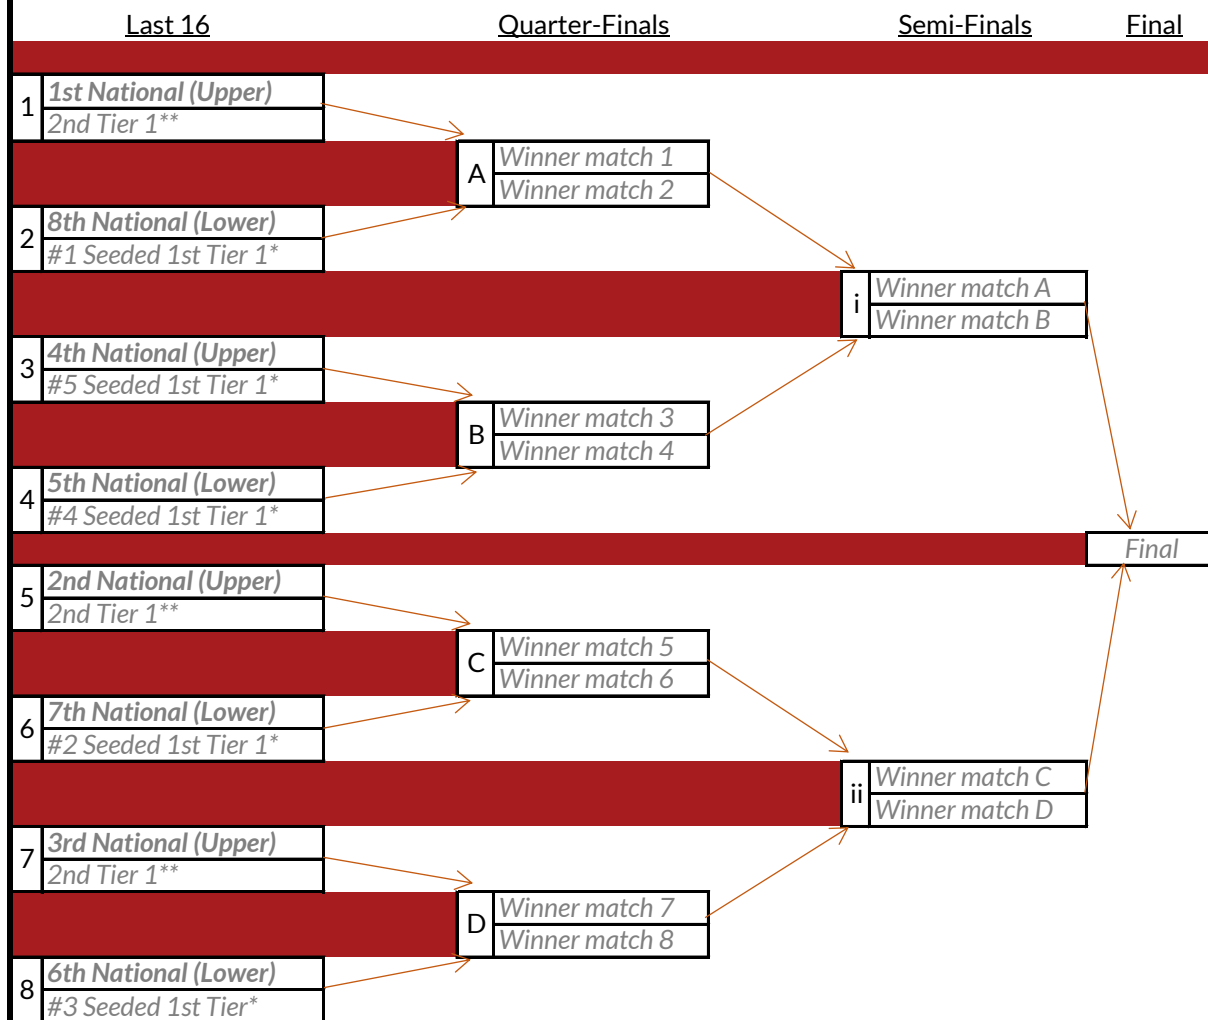 Last 16 Quarter-Finals Semi-Finals Final
1 1st National (Upper)
2nd Tier 1**
A Winner match 1
Winner match 2
2 8th National (Lower)
#1 Seeded 1st Tier 1*
i Winner match A
Winner match B
3 4th National (Upper)
#5 Seeded 1st Tier 1*
B Winner match 3
Winner match 4
4 5th National (Lower)
#4 Seeded 1st Tier 1*
Final
5 2nd National (Upper)
2nd Tier 1**
C Winner match 5
Winner match 6
6 7th National (Lower)
#2 Seeded 1st Tier 1*
ii Winner match C
Winner match D
7 3rd National (Upper)
2nd Tier 1**
D Winner match 7
Winner match 8
8 6th National (Lower)
#3 Seeded 1st Tier*